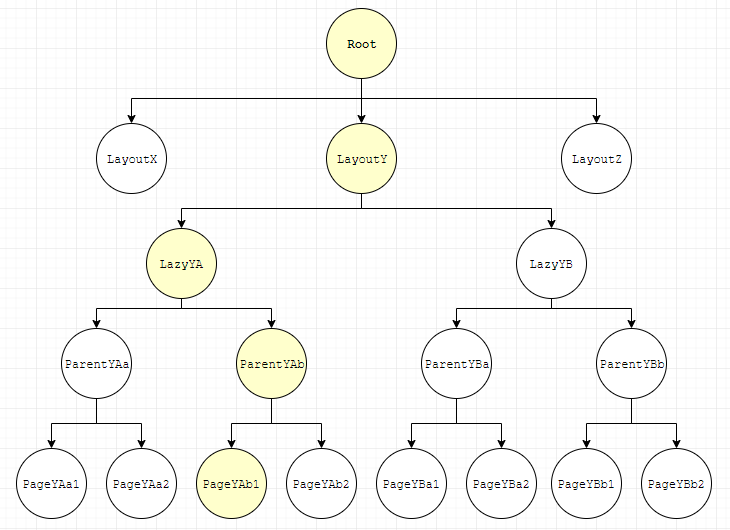 Root
LayoutX
LayoutY
LayoutZ
LazyYA
LazyYB
ParentYAa
ParentYAb
ParentYBa
ParentYBb
PageYAa1
PageYAa2
PageYAb1
PageYAb2
PageYBa1
PageYBa2
PageYBb1
PageYBb2